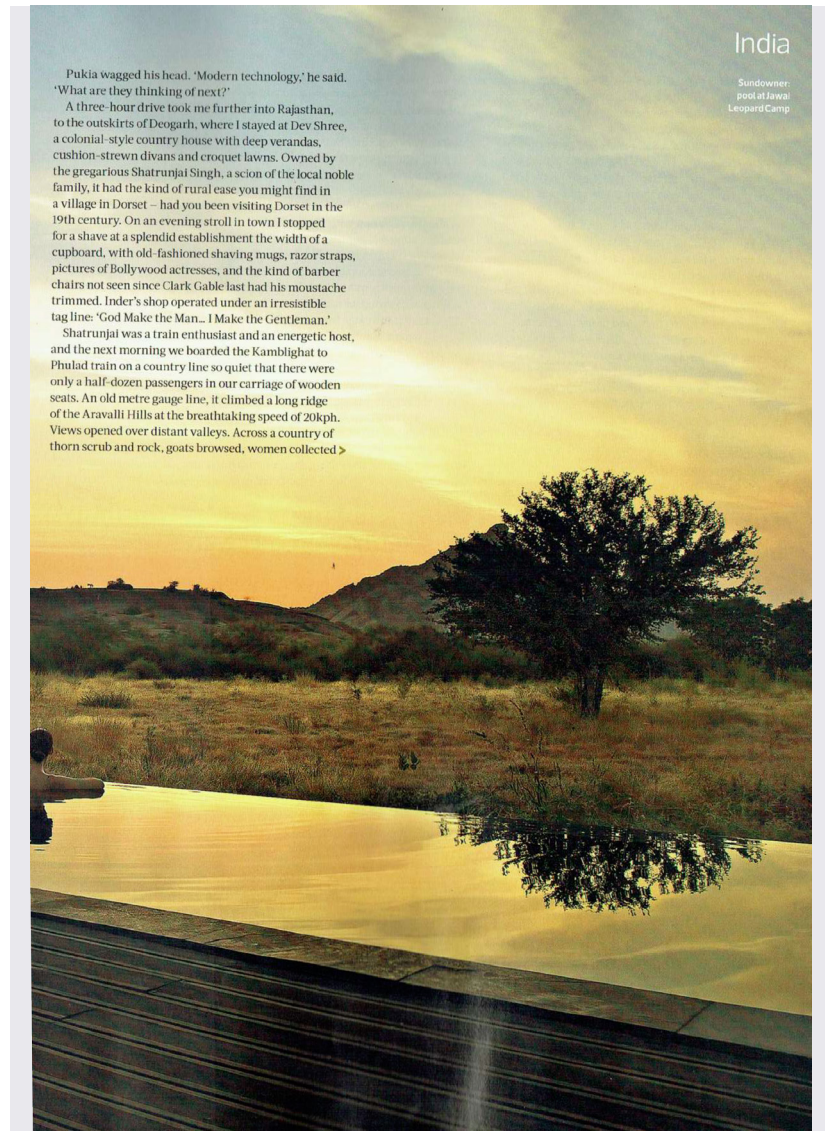 India
Sundowner:
pool at Jawai
Leopard Camp
Pukia wagged his head. ‘Modern technology,’ he said.
‘What are they thinking of next?’
A three-hour drive took me further into Rajasthan,
to the outskirts of Deogarh, where I stayed at Dev Shree,
a colonial-style country house with deep verandas,
cushion-strewn divans and croquet lawns. Owned by
the gregarious Shatrunjai Singh, a scion of the local noble
family, it had the kind of rural ease you might find in
a village in Dorset – had you been visiting Dorset in the
19th century. On an evening stroll in town I stopped
for a shave at a splendid establishment the width of a
cupboard, with old-fashioned shaving mugs, razor straps,
pictures of Bollywood actresses, and the kind of barber
chairs not seen since Clark Gable last had his moustache
trimmed. Inder’s shop operated under an irresistible
tag line: ‘God Make the Man... I Make the Gentleman.’
Shatrunjai was a train enthusiast and an energetic host,
and the next morning we boarded the Kamblighat to
Phulad train on a country line so quiet that there were
only a half-dozen passengers in our carriage of wooden
seats. An old metre gauge line, it climbed a long ridge
of the Aravalli Hills at the breathtaking speed of 20kph.
Views opened over distant valleys. Across a country of
thorn scrub and rock, goats browsed, women collected >